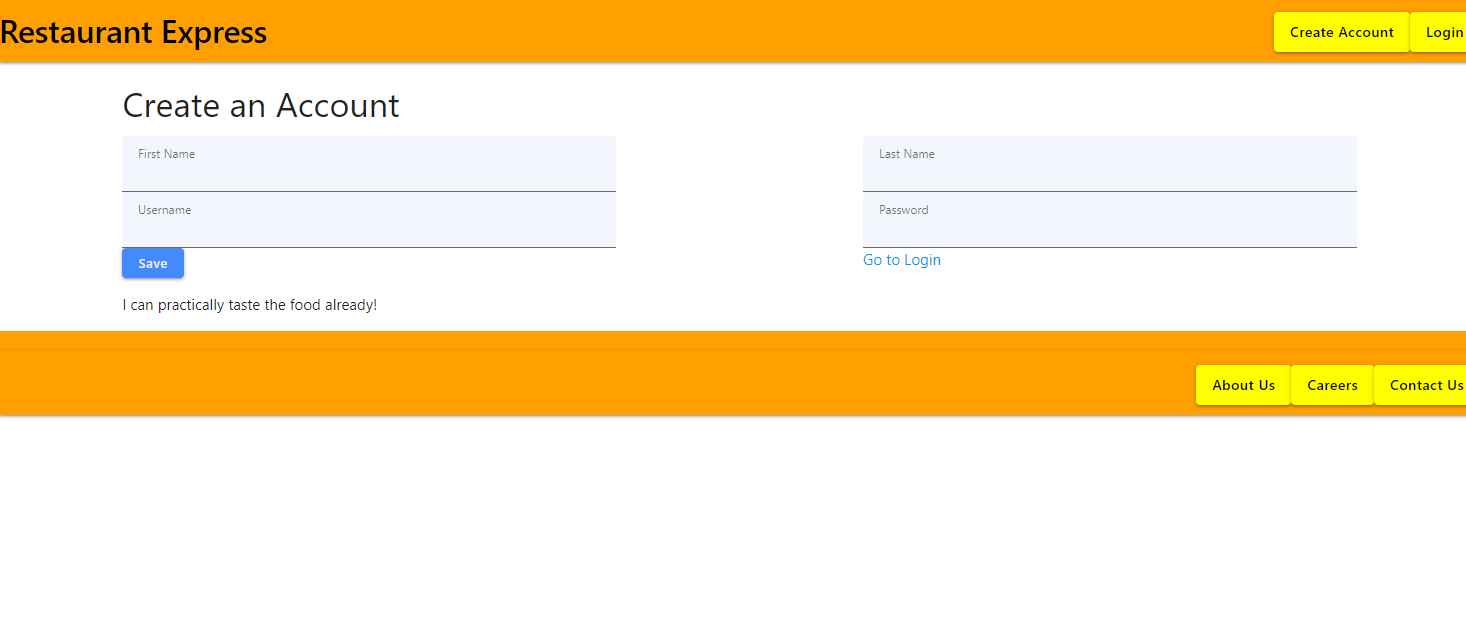 Restaurant Express
Create Account Login
Create an Account
First Name Last Name
Username Password
Save Go to Login
I can practically taste the food already!
About Us Careers Contact Us